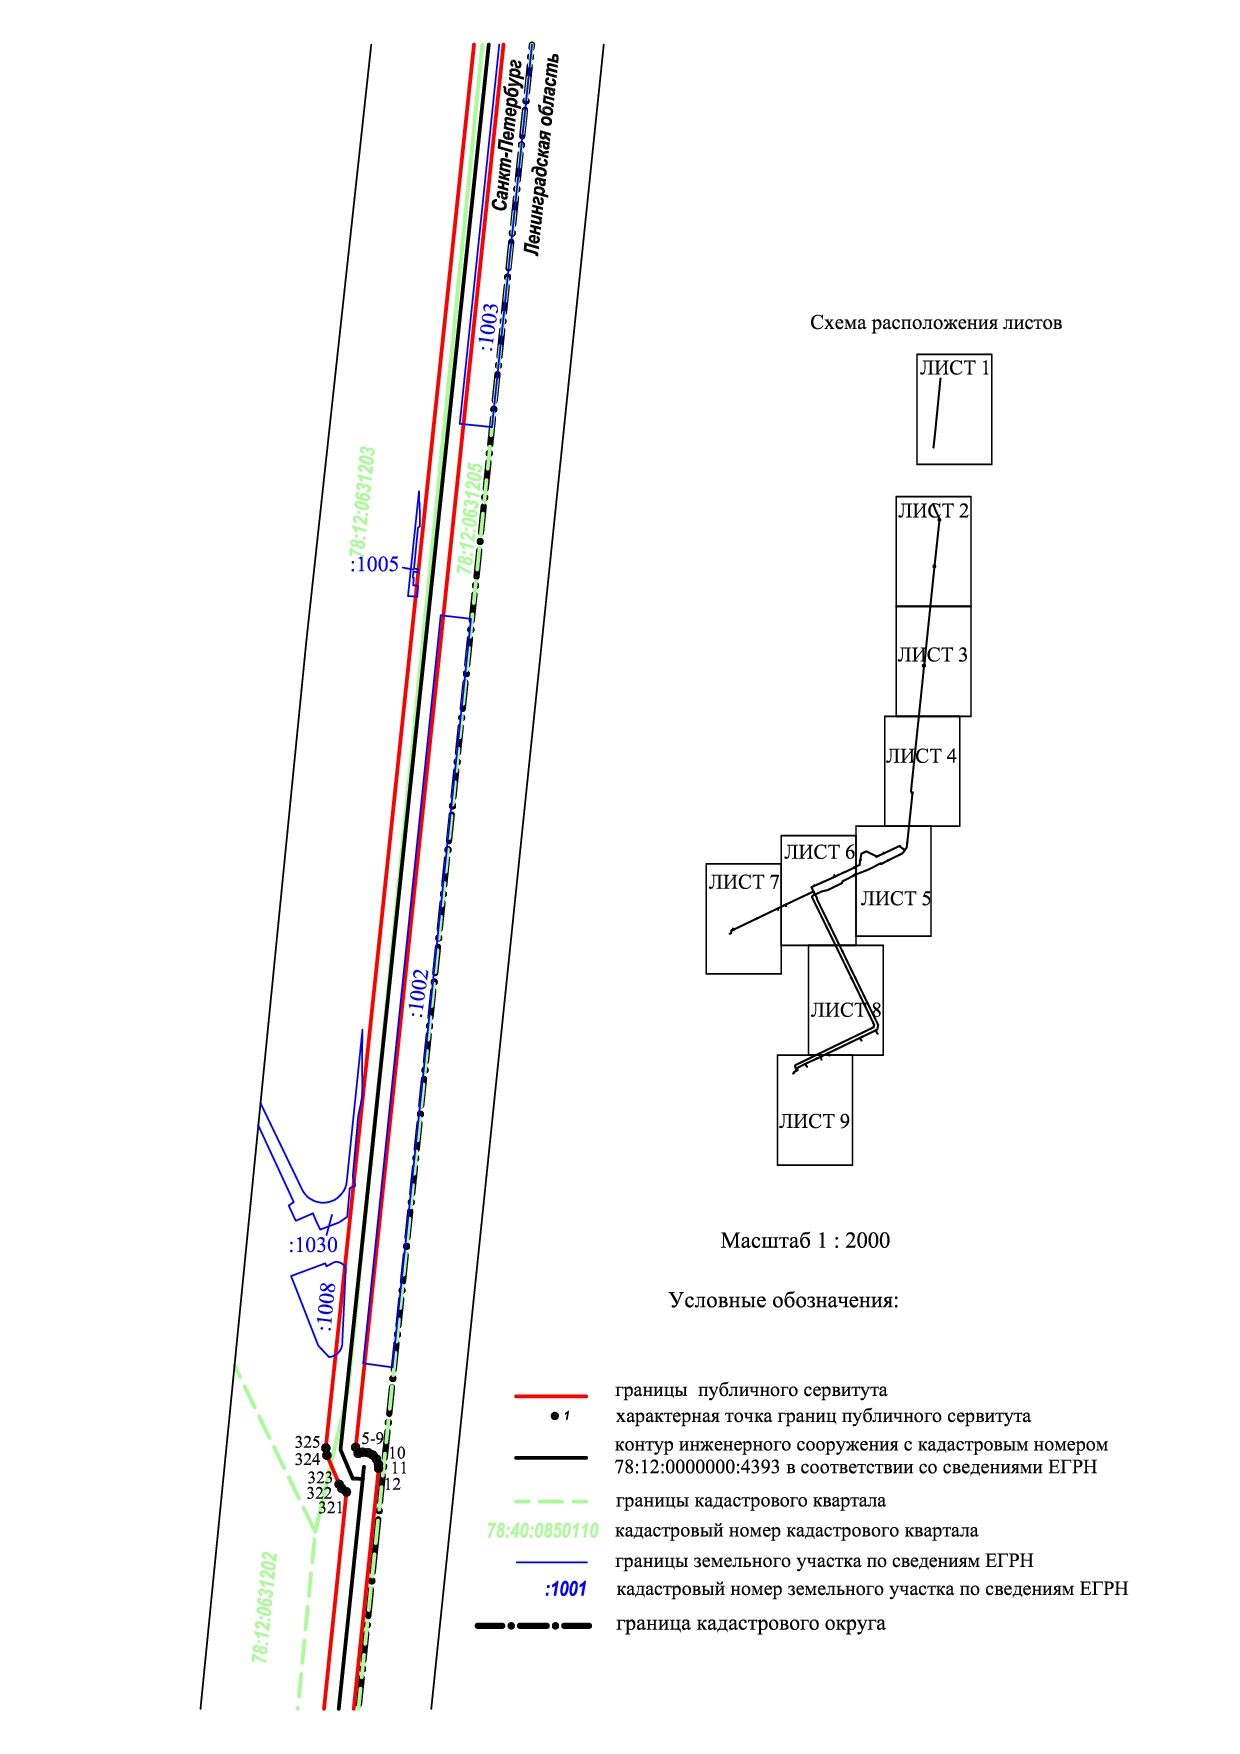 Санкт-Петербург
Ленинградская область
:1003
78:12:0631203
78:12:0631205
:1005
:1002
:1030
:1008
325
324
323
322
321
5-9
10
11
12
78:12:0631202
Схема расположения листов
ЛИСТ 1
ЛИСТ 2
ЛИСТ 3
ЛИСТ 4
ЛИСТ 6
ЛИСТ 7
ЛИСТ 5
ЛИСТ 8
ЛИСТ 9
Масштаб 1 : 2000
Условные обозначения:
границы публичного сервитута
1
характерная точка границ публичного сервитута
контур инженерного сооружения с кадастровым номером
78:12:0000000:4393 в соответствии со сведениями ЕГРН
границы кадастрового квартала
78:40:0850110 кадастровый номер кадастрового квартала
границы земельного участка по сведениям ЕГРН
:1001 кадастровый номер земельного участка по сведениям ЕГРН
граница кадастрового округа